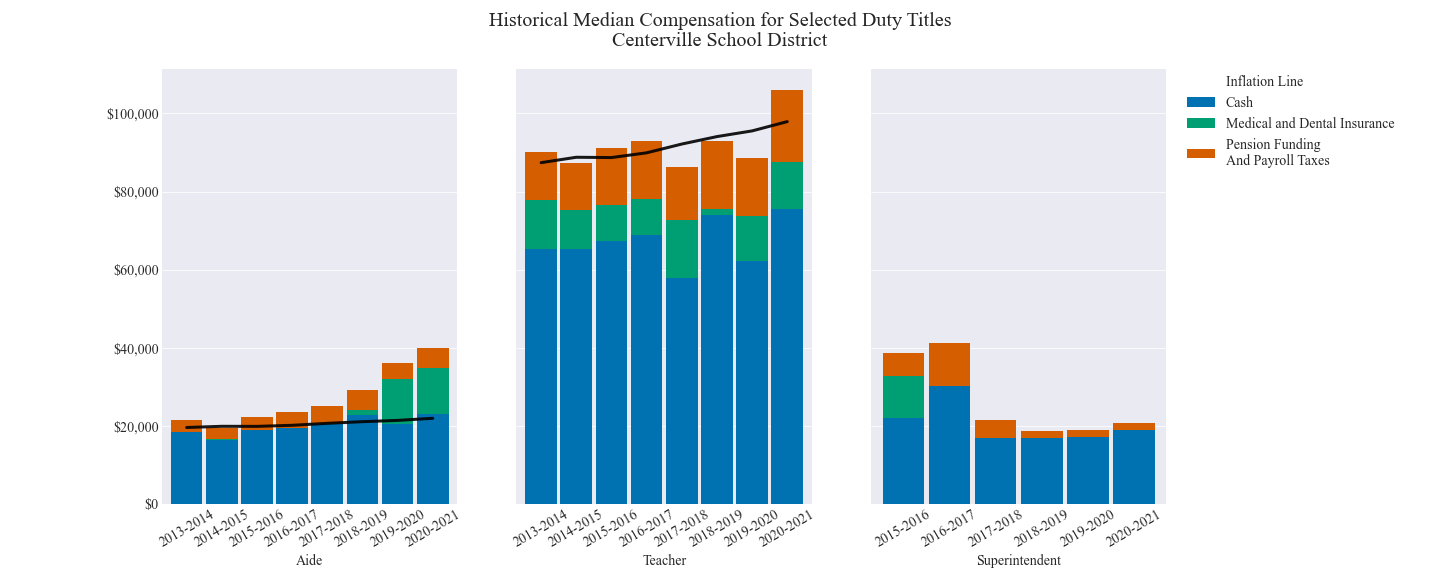 Historical Median Compensation for Selected Duty Titles
Centerville School District
Inflation Line
Cash
Medical and Dental Insurance
Pension Funding
And Payroll Taxes
$100,000
$80,000
$60,000
$40,000
$20,000
$0
2013-2014
2014-2015
2015-2016
2016-2017
2017-2018
2018-2019
2019-2020
2020-2021
Aide
2013-2014
2014-2015
2015-2016
2016-2017
2017-2018
2018-2019
2019-2020
2020-2021
Teacher
2015-2016
2016-2017
2017-2018
2018-2019
2019-2020
2020-2021
Superintendent